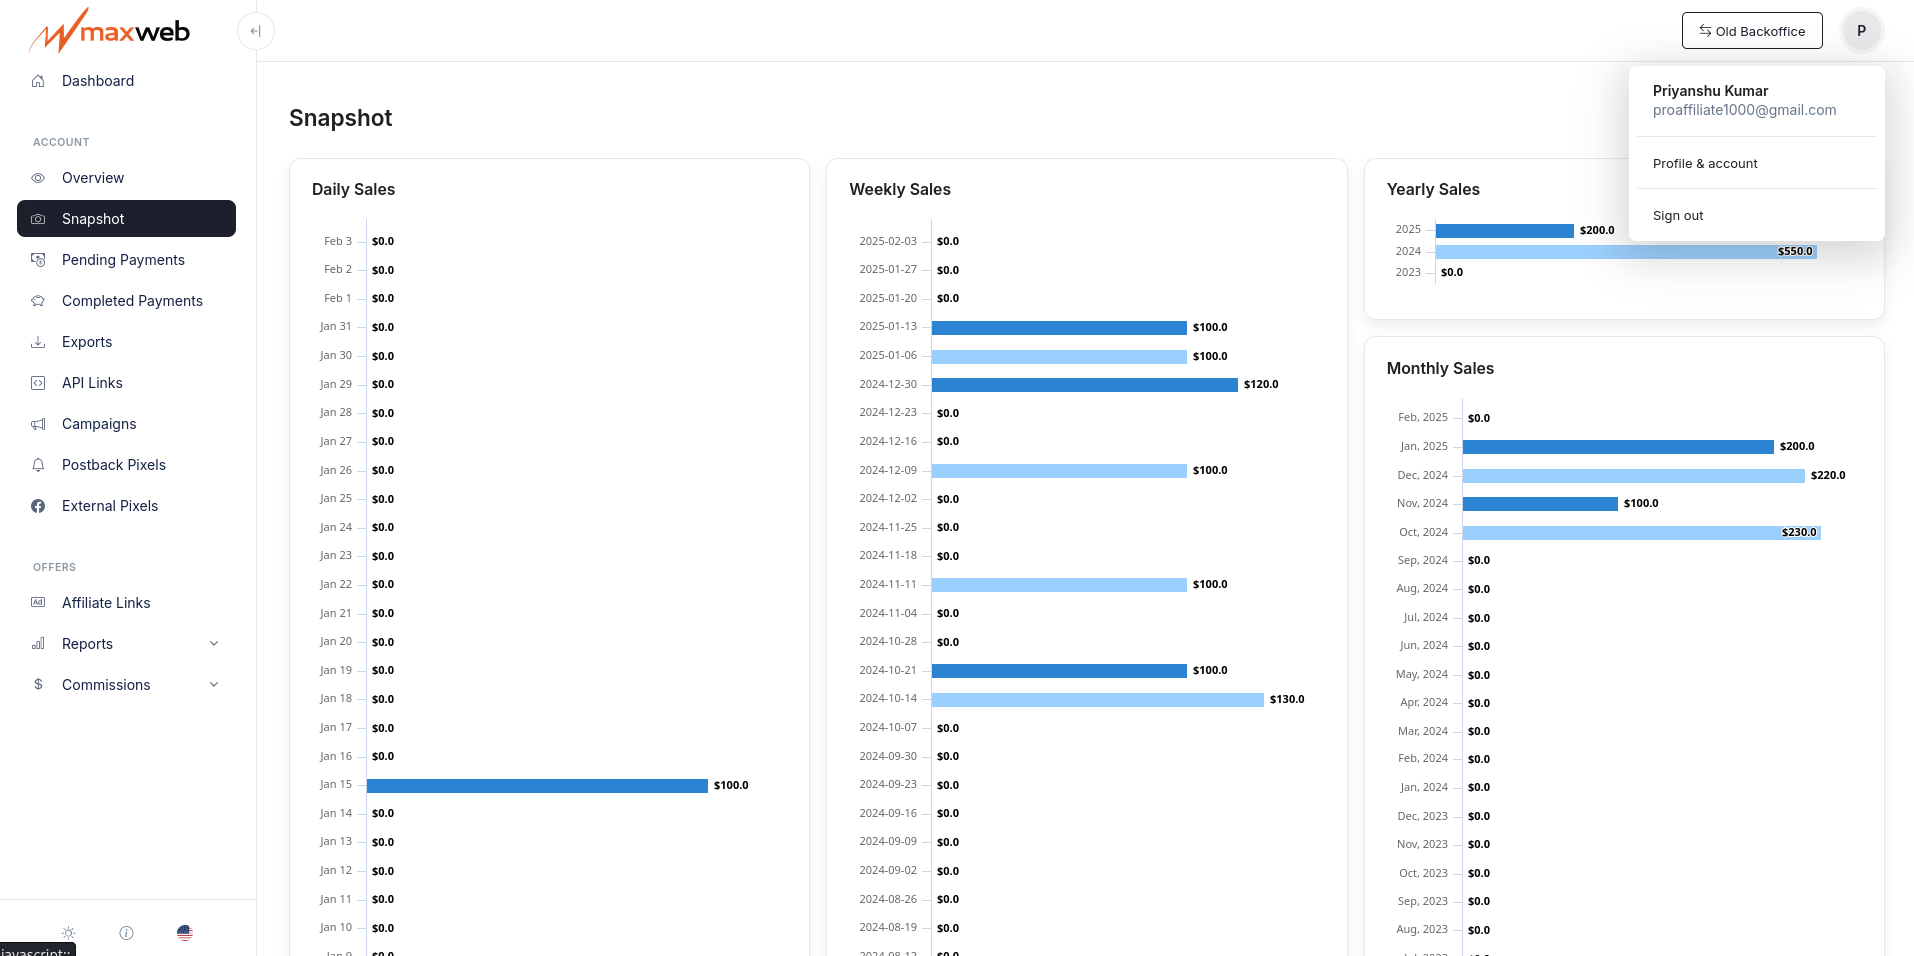 maxweb
Old Backoffice
P
Dashboard
ACCOUNT
Overview
Snapshot
Pending Payments
Completed Payments
Exports
API Links
Campaigns
Postback Pixels
External Pixels
OFFERS
Affiliate Links
Reports
Commissions
Priyanshu Kumar
proaffiliate1000@gmail.com
Profile & account
Sign out
Snapshot
Daily Sales
Feb 3 $0.0
Feb 2 $0.0
Feb 1 $0.0
Jan 31 $0.0
Jan 30 $0.0
Jan 29 $0.0
Jan 28 $0.0
Jan 27 $0.0
Jan 26 $0.0
Jan 25 $0.0
Jan 24 $0.0
Jan 23 $0.0
Jan 22 $0.0
Jan 21 $0.0
Jan 20 $0.0
Jan 19 $0.0
Jan 18 $0.0
Jan 17 $0.0
Jan 16 $0.0
Jan 15 $100.0
Jan 14 $0.0
Jan 13 $0.0
Jan 12 $0.0
Jan 11 $0.0
Jan 10 $0.0
Jan 9 $0.0
Weekly Sales
2025-02-03 $0.0
2025-01-27 $0.0
2025-01-20 $0.0
2025-01-13 $100.0
2025-01-06 $100.0
2024-12-30 $120.0
2024-12-23 $0.0
2024-12-16 $0.0
2024-12-09 $100.0
2024-12-02 $0.0
2024-11-25 $0.0
2024-11-18 $0.0
2024-11-11 $100.0
2024-11-04 $0.0
2024-10-28 $0.0
2024-10-21 $100.0
2024-10-14 $130.0
2024-10-07 $0.0
2024-09-30 $0.0
2024-09-23 $0.0
2024-09-16 $0.0
2024-09-09 $0.0
2024-09-02 $0.0
2024-08-26 $0.0
2024-08-19 $0.0
2024-08-12 $0.0
Yearly Sales
2025 $200.0
2024 $550.0
2023 $0.0
Monthly Sales
Feb, 2025 $0.0
Jan, 2025 $200.0
Dec, 2024 $220.0
Nov, 2024 $100.0
Oct, 2024 $230.0
Sep, 2024 $0.0
Aug, 2024 $0.0
Jul, 2024 $0.0
Jun, 2024 $0.0
May, 2024 $0.0
Apr, 2024 $0.0
Mar, 2024 $0.0
Feb, 2024 $0.0
Jan, 2024 $0.0
Dec, 2023 $0.0
Nov, 2023 $0.0
Oct, 2023 $0.0
Sep, 2023 $0.0
Aug, 2023 $0.0
javascript:;